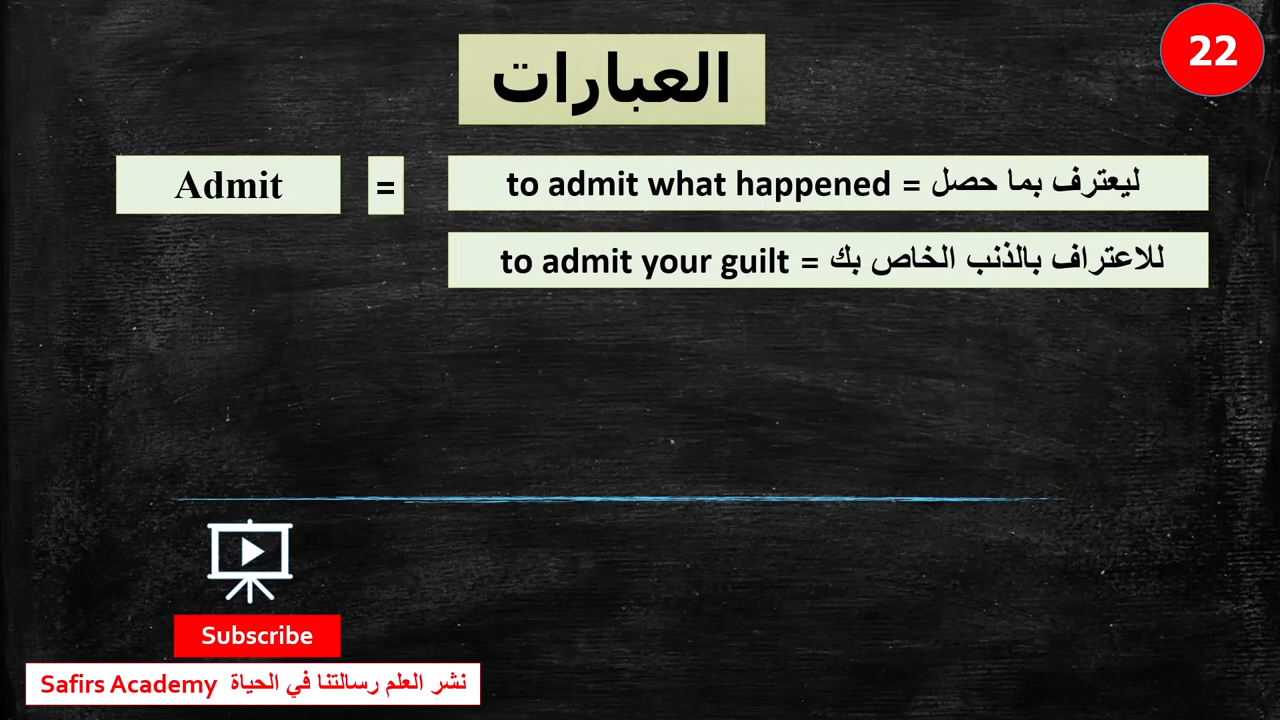 22
العبارات
Admit = to admit what happened = ليعترف بما حصل
to admit your guilt = للاعتراف بالذنب الخاص بك
Subscribe
Safirs Academy نشر العلم رسالتنا في الحياة